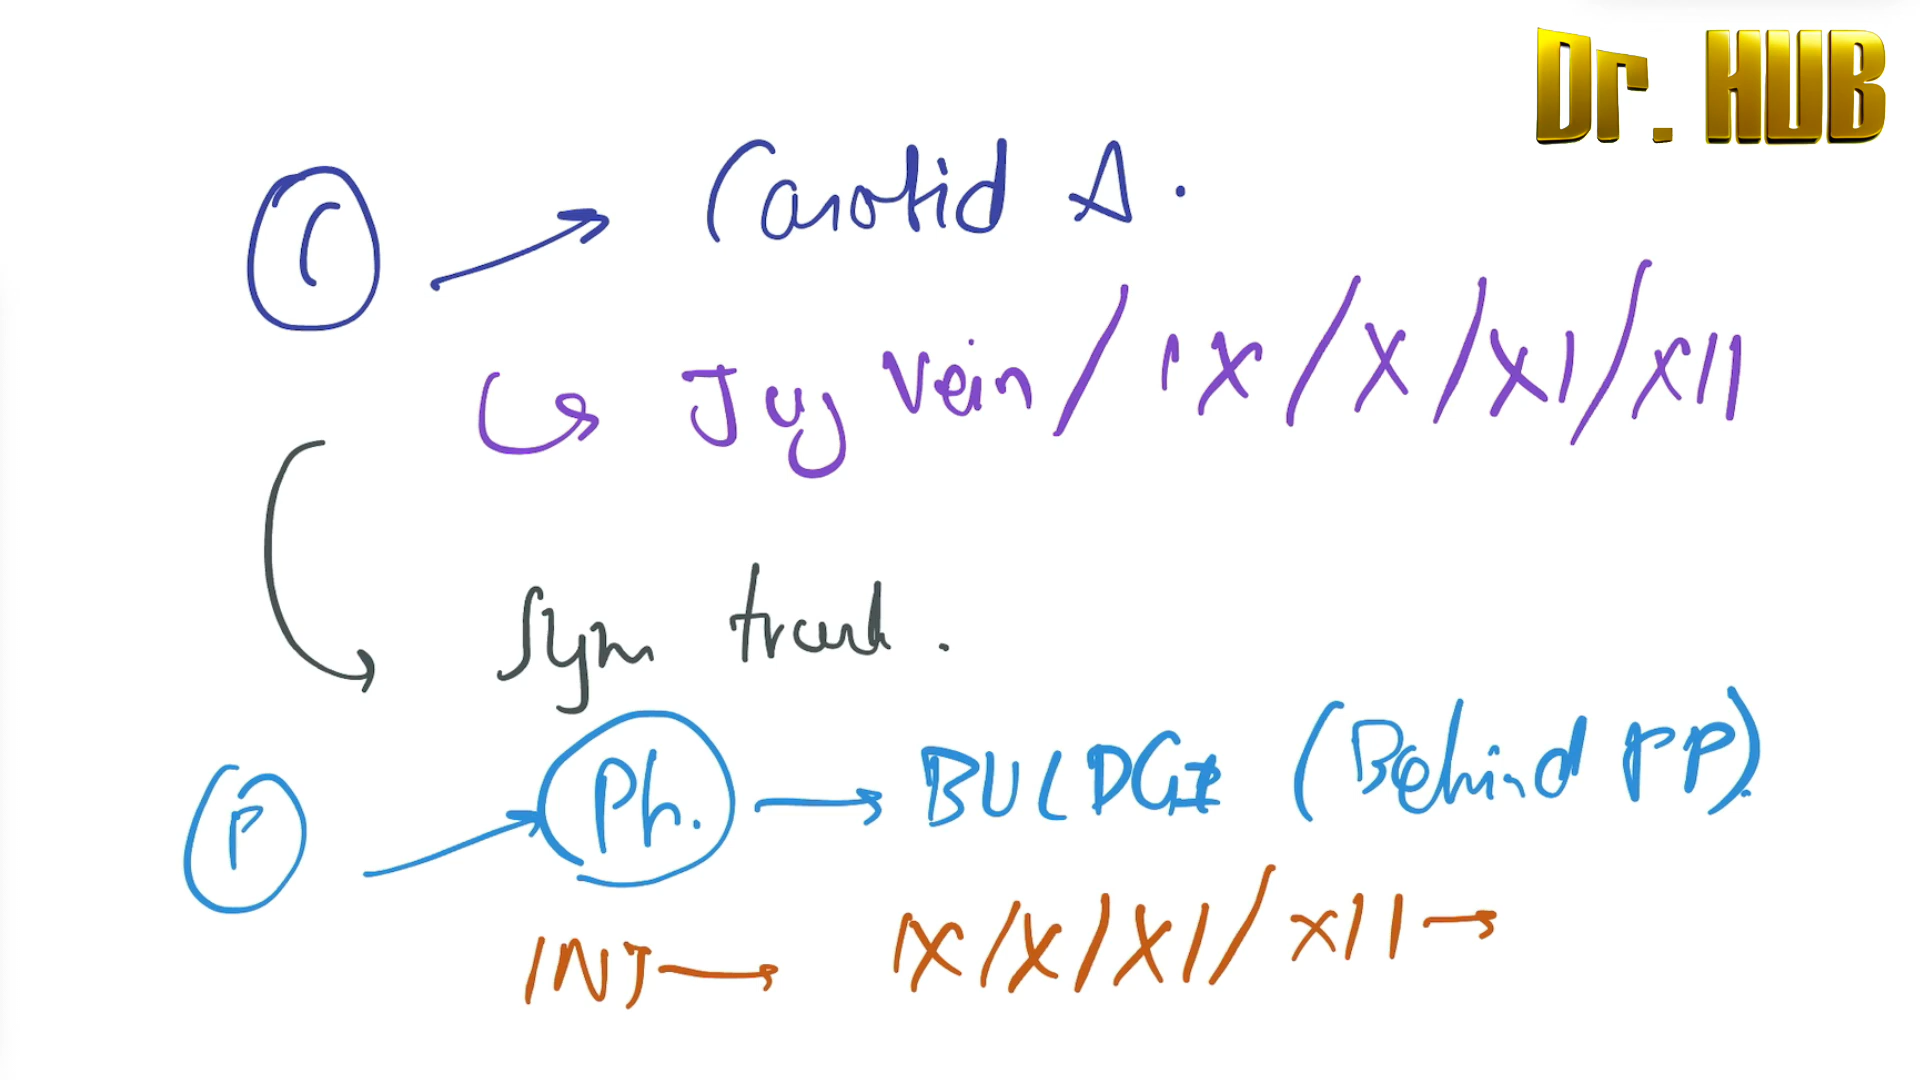 Dr. HUB
C → Carotid A.
↳ Jug Vein / IX / X / XI / XII
Sym trunk.
P → Ph. → BULDGE (Behind PP)
INJ → IX / X / XI / XII →